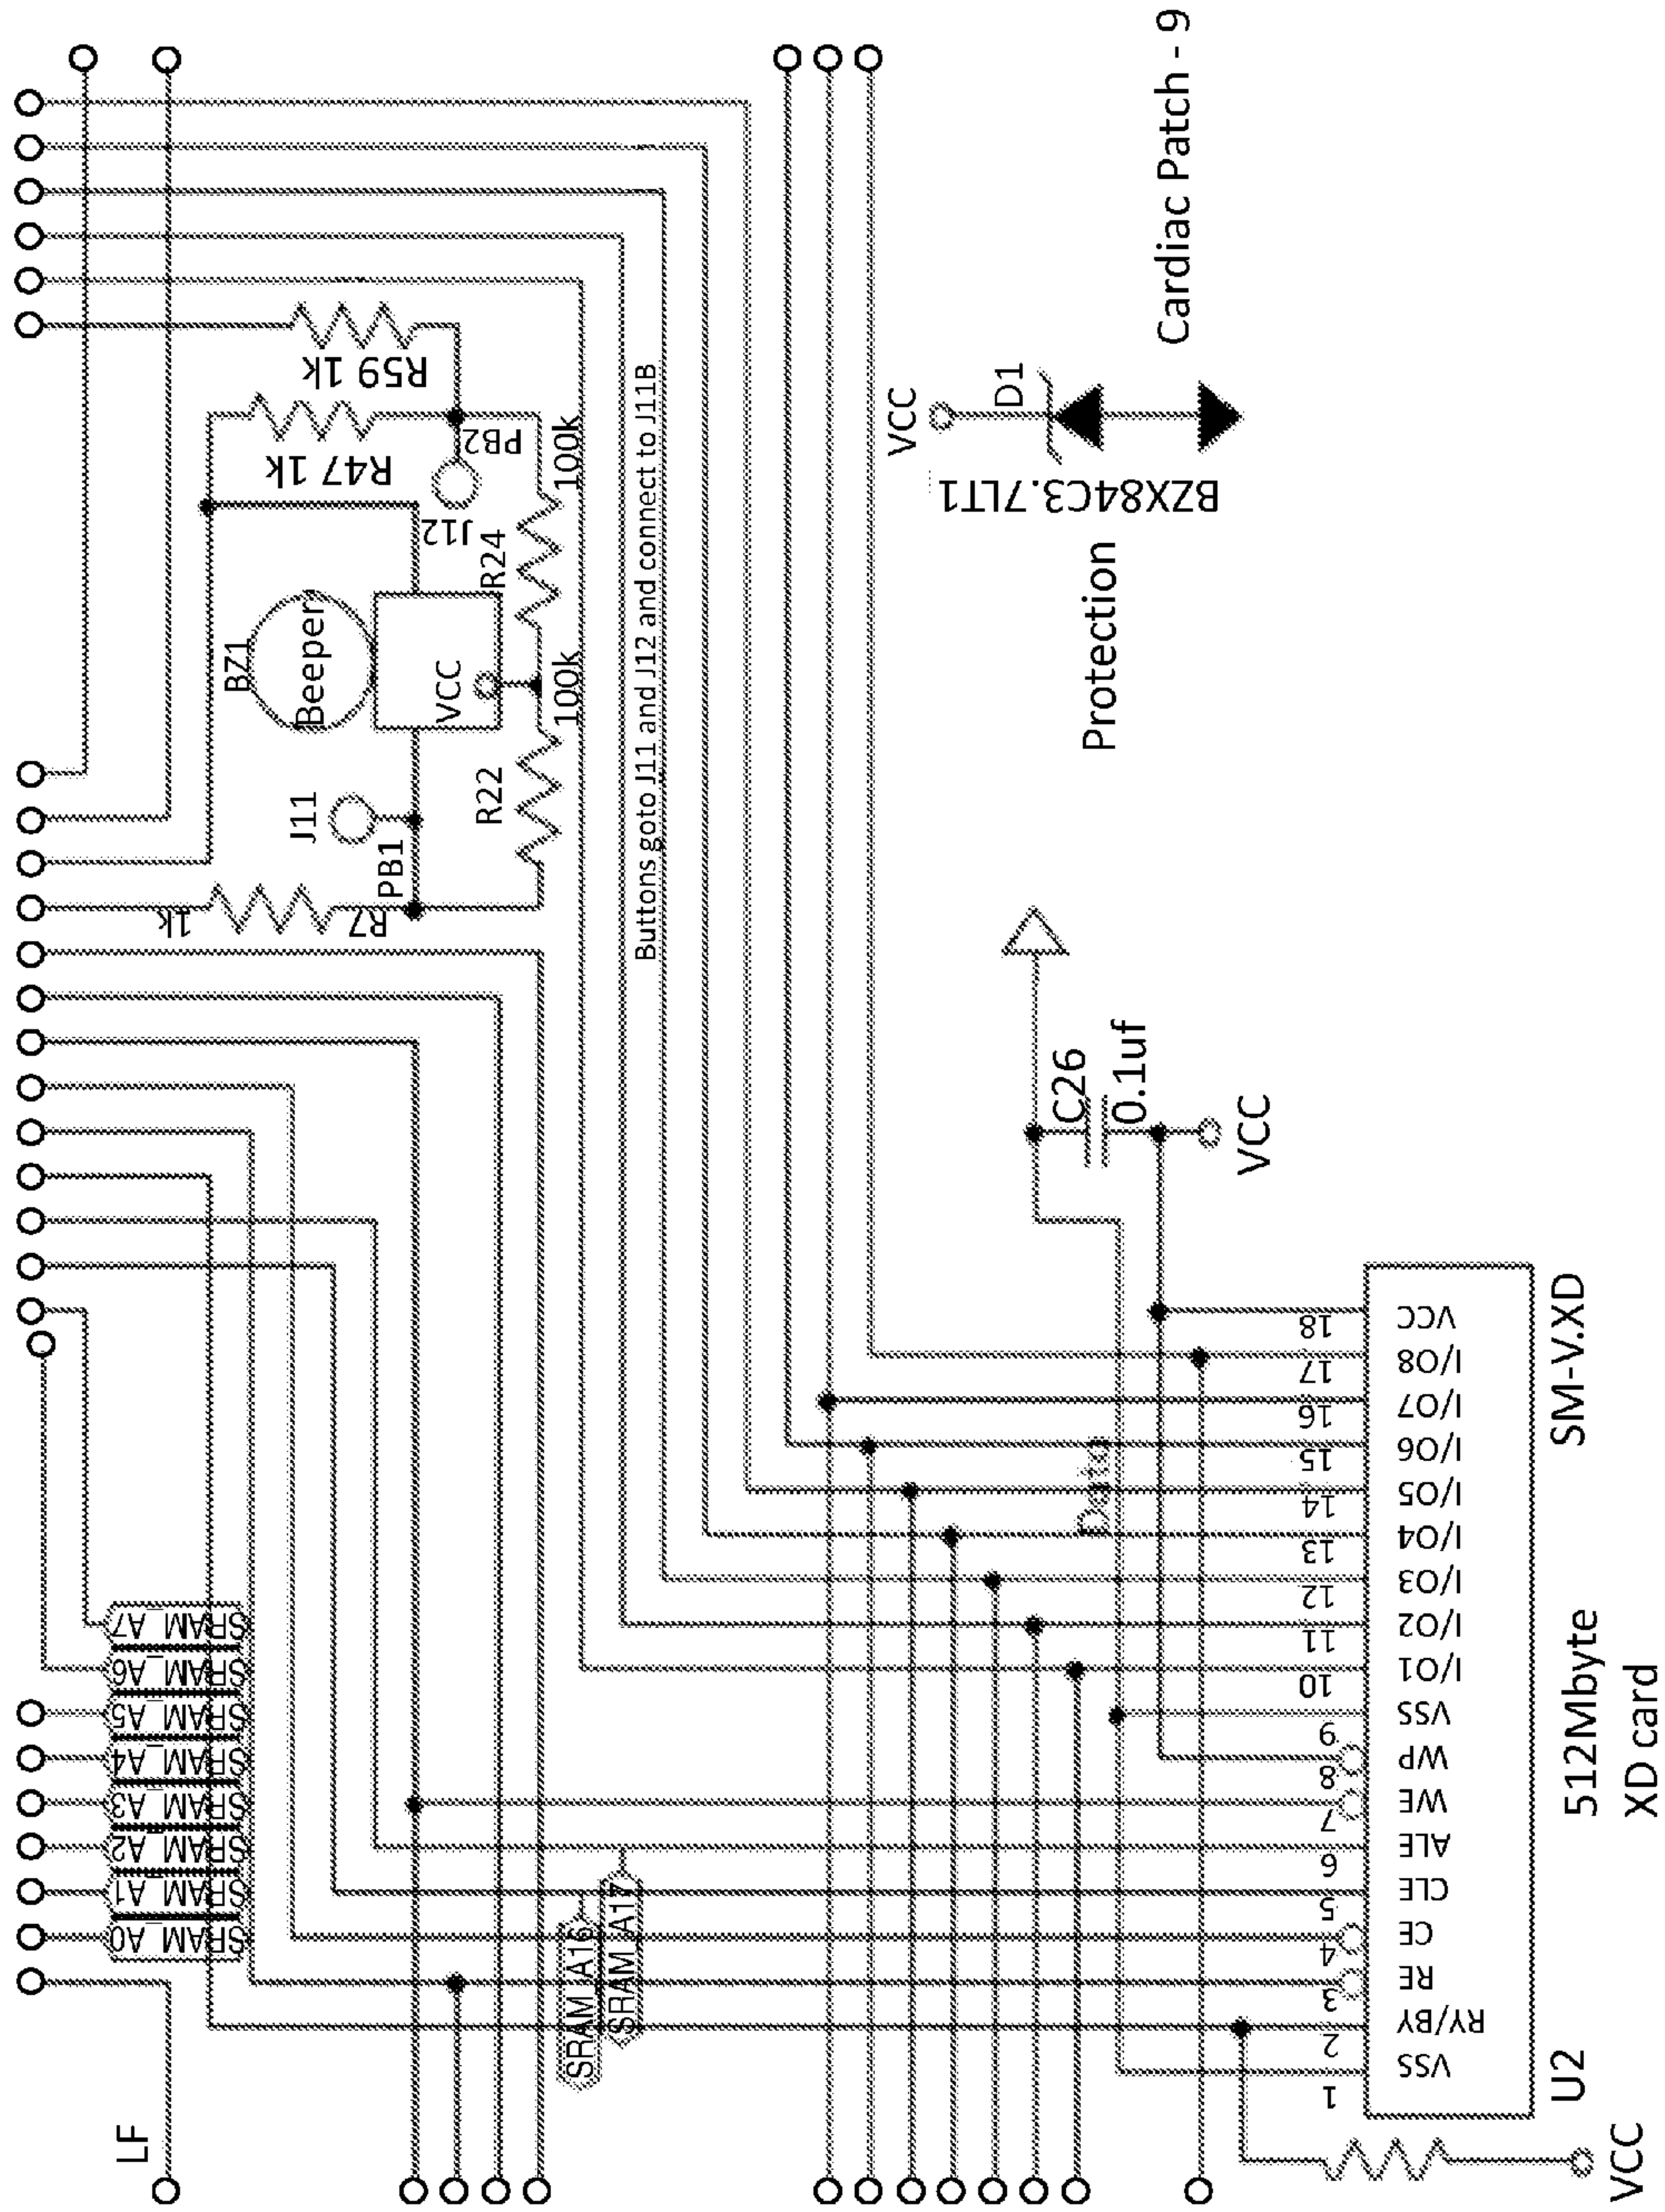 LF
SRAM_A0
SRAM_A1
SRAM_A2
SRAM_A3
SRAM_A4
SRAM_A5
SRAM_A6
SRAM_A7
SRAM_A16
SRAM_A17
1k
R7
PB1
J11
BZ1
Beeper
VCC
R22
100k
R24
100k
J12
PB2
R47 1k
R59 1k
Buttons goto J11 and J12 and connect to J11B
VCC
D1
BZX84C3.7LT1
Protection
Cardiac Patch - 9
C26
0.1uf
VCC
1
2
3
4
5
6
7
8
9
10
11
12
13
14
15
16
17
18
VSS
RY/BY
RE
CE
CLE
ALE
WE
WP
VSS
I/O1
I/O2
I/O3
I/O4
I/O5
I/O6
I/O7
I/O8
VCC
U2
512Mbyte
XD card
SM-V.XD
VCC